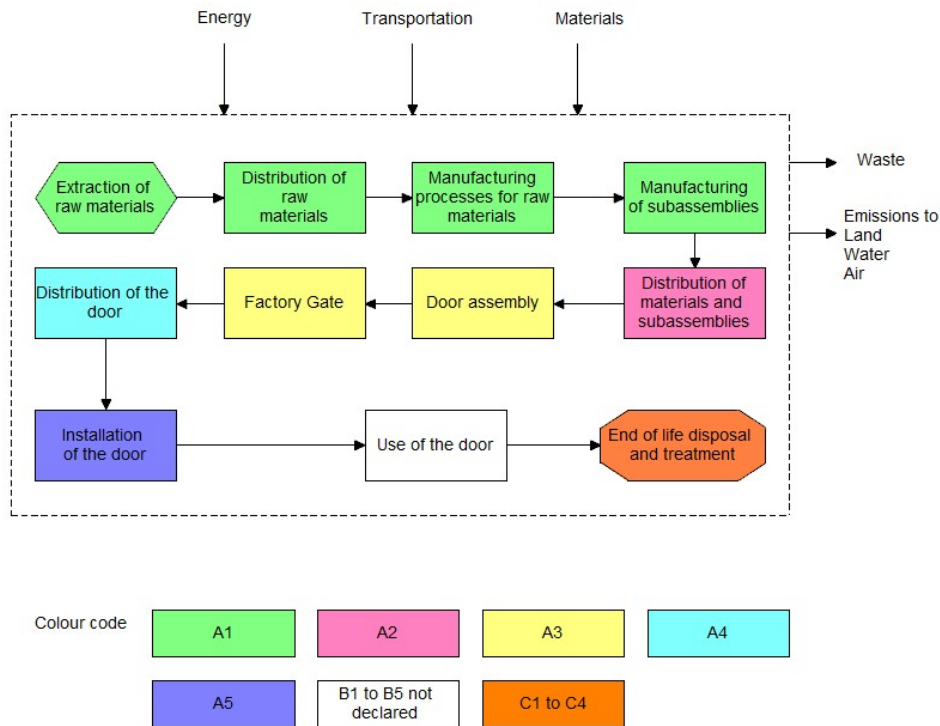 Energy
Transportation
Materials
Extraction of
raw materials
Distribution of
raw
materials
Manufacturing
processes for raw
materials
Manufacturing
of subassemblies
Waste
Emissions to
Land
Water
Air
Distribution of the
door
Factory Gate
Door assembly
Distribution of
materials and
subassemblies
Installation
of the door
Use of the door
End of life disposal
and treatment
Colour code
A1
A2
A3
A4
A5
B1 to B5 not
declared
C1 to C4